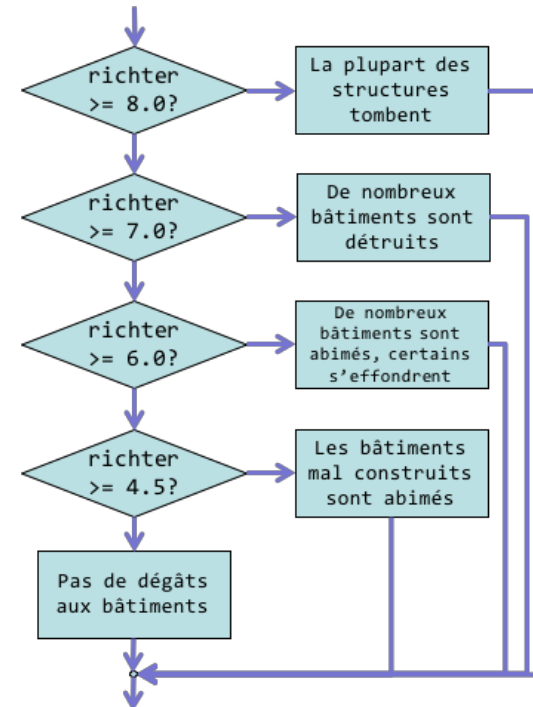 richter
>= 8.0?
La plupart des
structures
tombent
richter
>= 7.0?
De nombreux
bâtiments sont
détruits
richter
>= 6.0?
De nombreux
bâtiments sont
abimés, certains
s’effondrent
richter
>= 4.5?
Les bâtiments
mal construits
sont abimés
Pas de dégâts
aux bâtiments